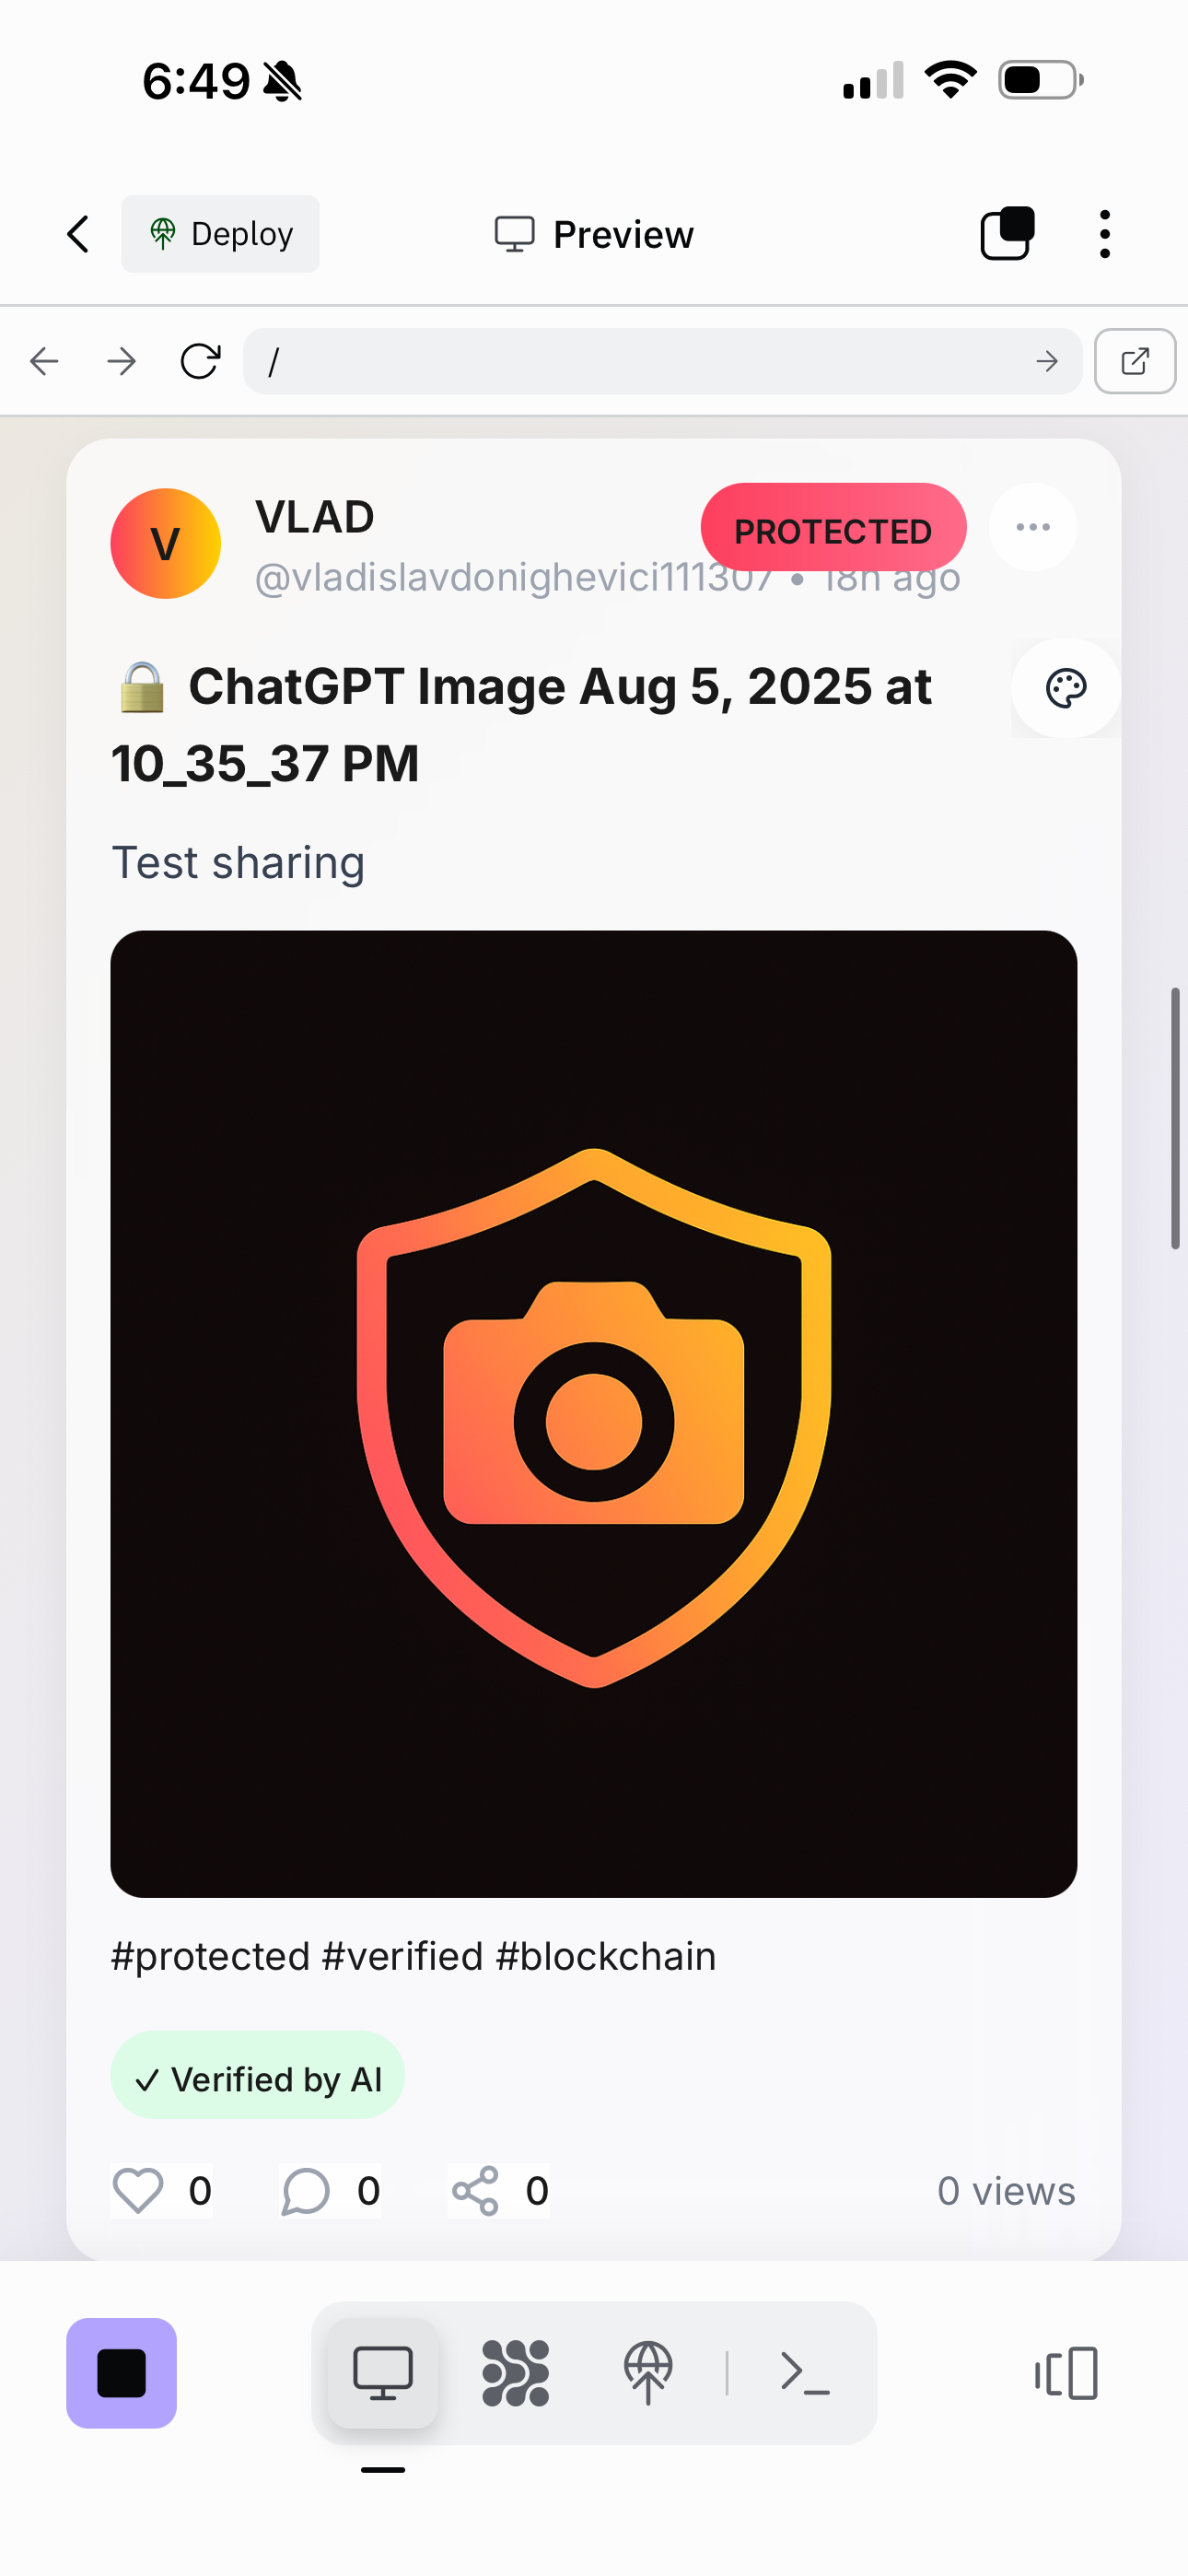 6:49
Deploy
Preview
/
V
VLAD
PROTECTED
@vladislavdonighevici111307 • 18h ago
🔒 ChatGPT Image Aug 5, 2025 at
10_35_37 PM
Test sharing
#protected #verified #blockchain
✓ Verified by AI
0 0 0 0 views